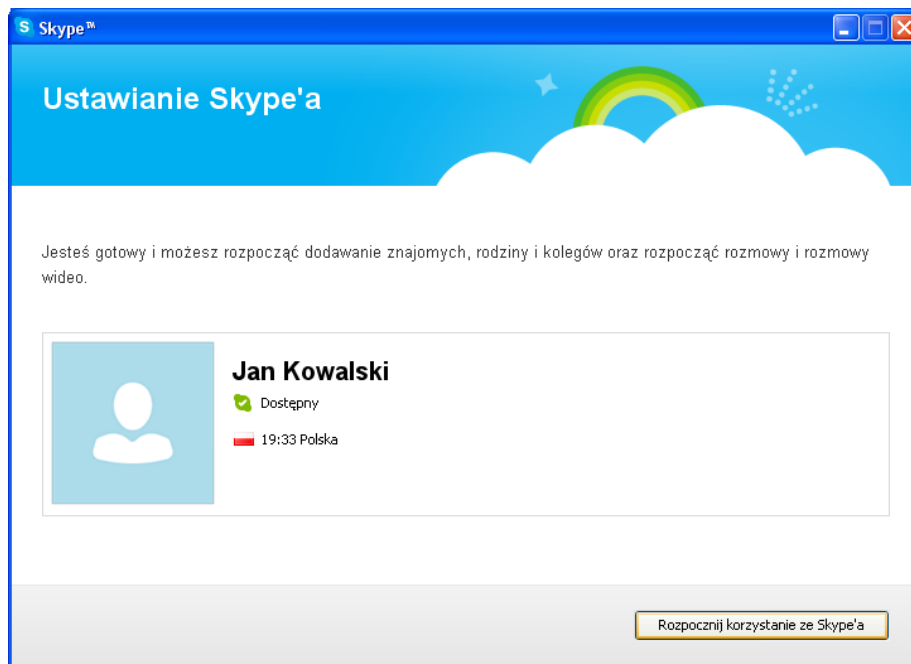 Skype™
Ustawianie Skype'a
Jesteś gotowy i możesz rozpocząć dodawanie znajomych, rodziny i kolegów oraz rozpocząć rozmowy i rozmowy
wideo.
Jan Kowalski
Dostępny
19:33 Polska
Rozpocznij korzystanie ze Skype'a